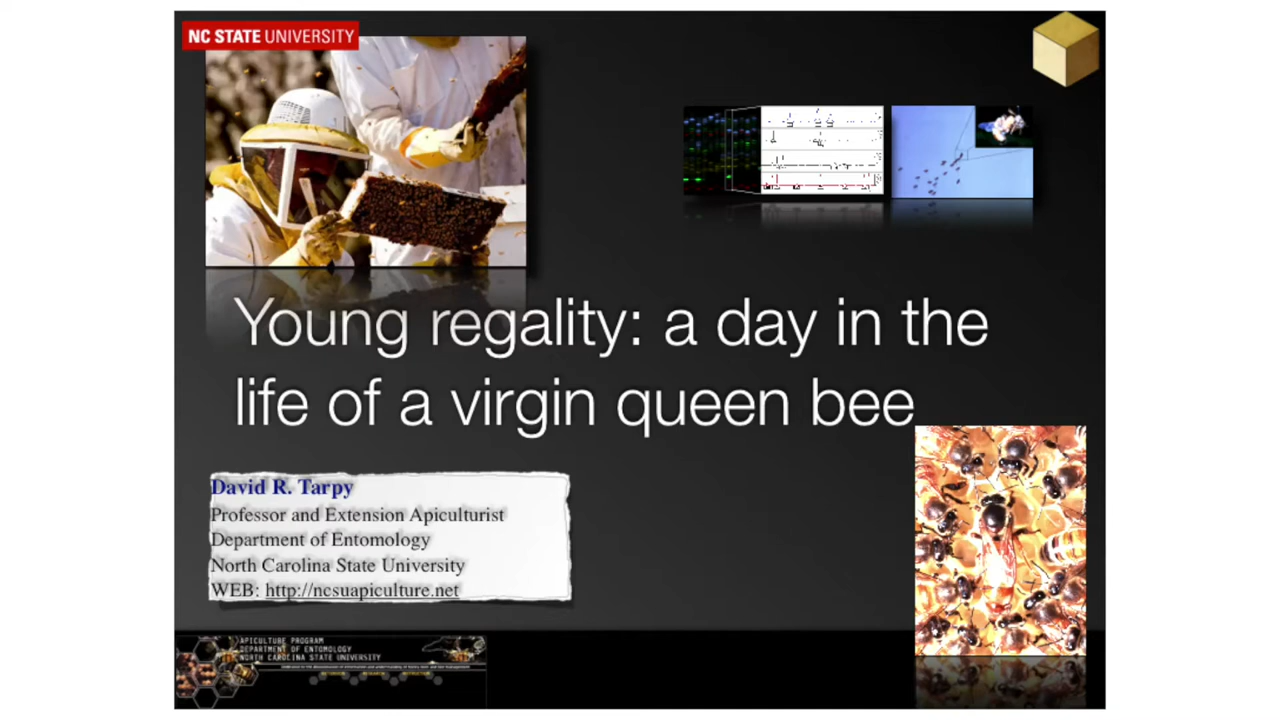 NC STATE UNIVERSITY
Young regality: a day in the
life of a virgin queen bee
David R. Tarpy
Professor and Extension Apiculturist
Department of Entomology
North Carolina State University
WEB: http://ncsuapiculture.net
APICULTURE PROGRAM
DEPARTMENT OF ENTOMOLOGY
NORTH CAROLINA STATE UNIVERSITY